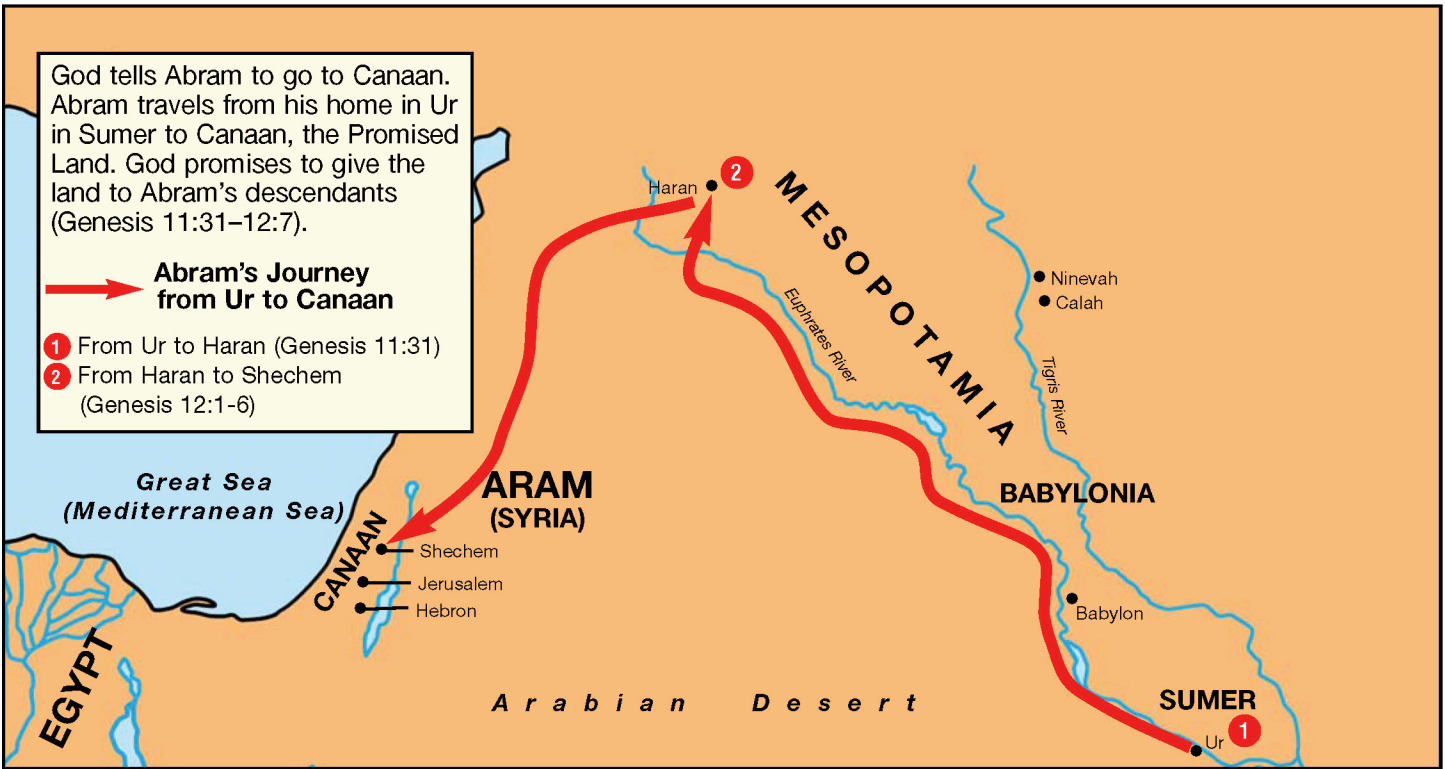 God tells Abram to go to Canaan.
Abram travels from his home in Ur
in Sumer to Canaan, the Promised
Land. God promises to give the
land to Abram's descendants
(Genesis 11:31–12:7).
Abram's Journey
from Ur to Canaan
1 From Ur to Haran (Genesis 11:31)
2 From Haran to Shechem
(Genesis 12:1-6)
Haran
2
MESOPOTAMIA
Ninevah
Calah
Euphrates River
Tigris River
Great Sea
(Mediterranean Sea)
ARAM
(SYRIA)
BABYLONIA
CANAAN
Shechem
Jerusalem
Hebron
Babylon
EGYPT
Arabian Desert
SUMER
Ur
1